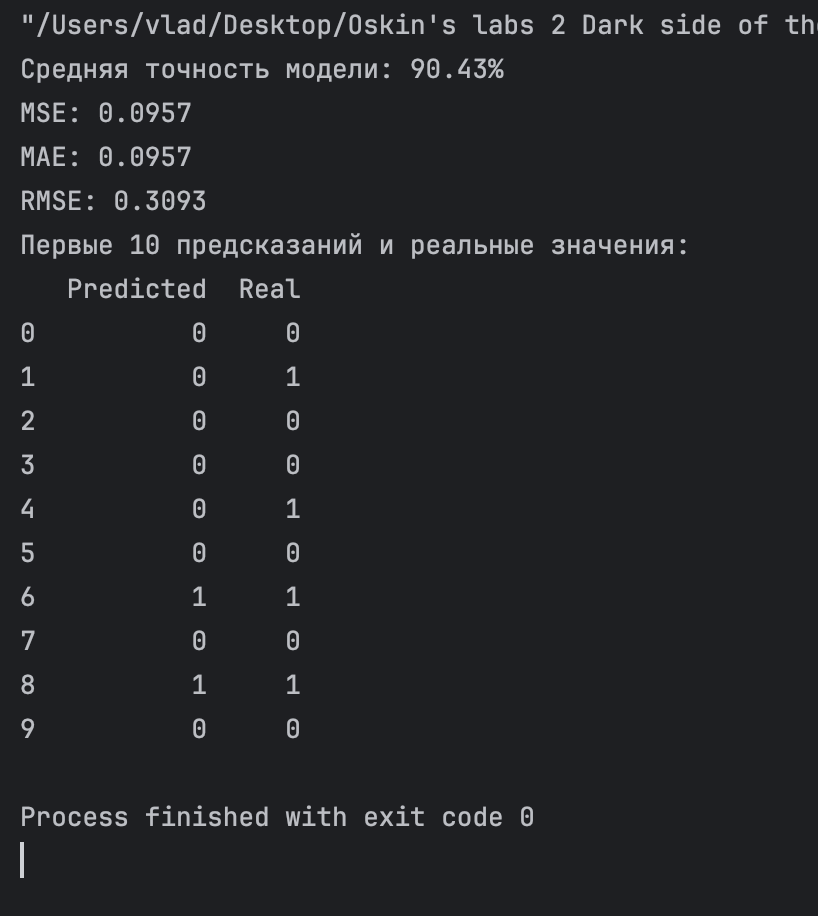 "/Users/vlad/Desktop/Oskin's labs 2 Dark side of
Средняя точность модели: 90.43%
MSE: 0.0957
MAE: 0.0957
RMSE: 0.3093
Первые 10 предсказаний и реальные значения:
Predicted Real
0 0 0
1 0 1
2 0 0
3 0 0
4 0 1
5 0 0
6 1 1
7 0 0
8 1 1
9 0 0
Process finished with exit code 0